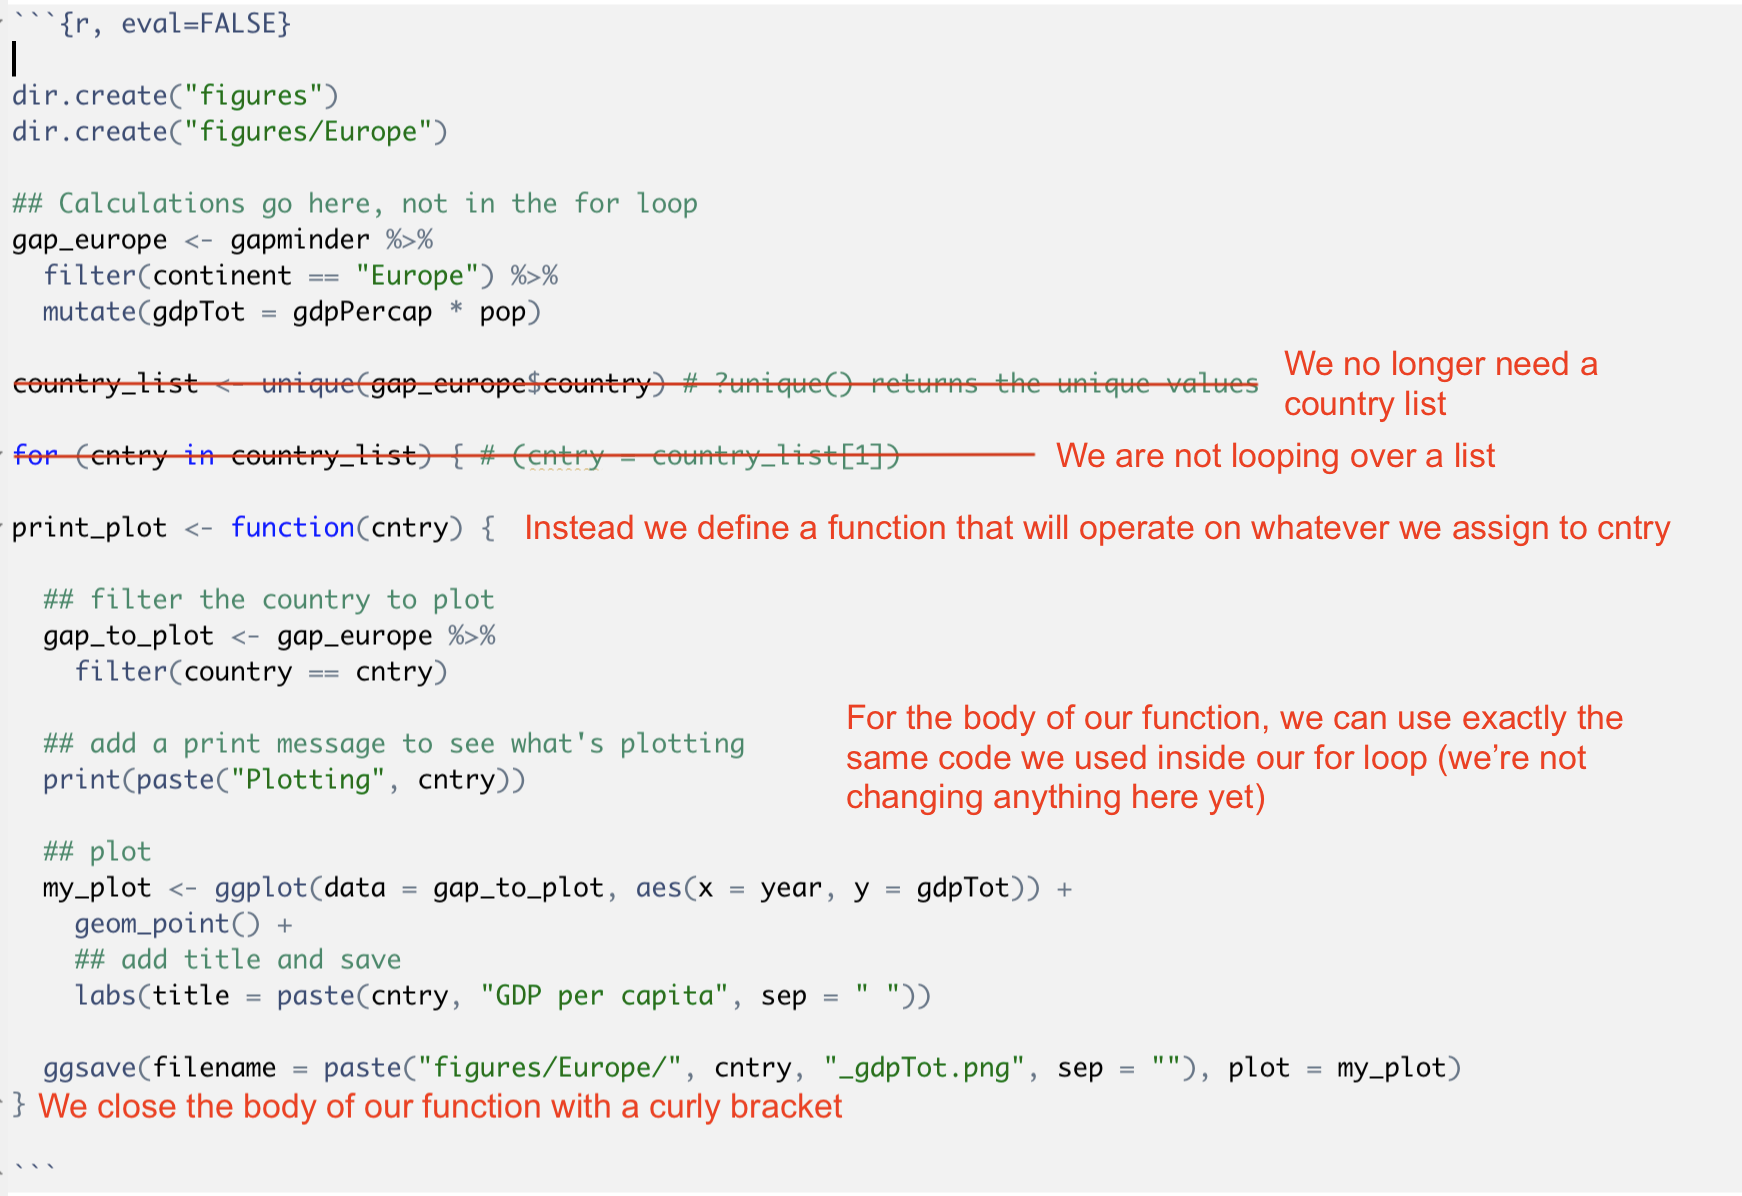 ```{r, eval=FALSE}
dir.create("figures")
dir.create("figures/Europe")
## Calculations go here, not in the for loop
gap_europe <- gapminder %>%
  filter(continent == "Europe") %>%
  mutate(gdpTot = gdpPercap * pop)
country_list <- unique(gap_europe$country) # ?unique() returns the unique values
We no longer need a
country list
for (cntry in country_list) { # (cntry = country_list[1])
We are not looping over a list
print_plot <- function(cntry) {
Instead we define a function that will operate on whatever we assign to cntry
  ## filter the country to plot
  gap_to_plot <- gap_europe %>%
    filter(country == cntry)
  ## add a print message to see what's plotting
  print(paste("Plotting", cntry))
For the body of our function, we can use exactly the
same code we used inside our for loop (we’re not
changing anything here yet)
  ## plot
  my_plot <- ggplot(data = gap_to_plot, aes(x = year, y = gdpTot)) +
    geom_point() +
    ## add title and save
    labs(title = paste(cntry, "GDP per capita", sep = " "))
  ggsave(filename = paste("figures/Europe/", cntry, "_gdpTot.png", sep = ""), plot = my_plot)
} We close the body of our function with a curly bracket
```